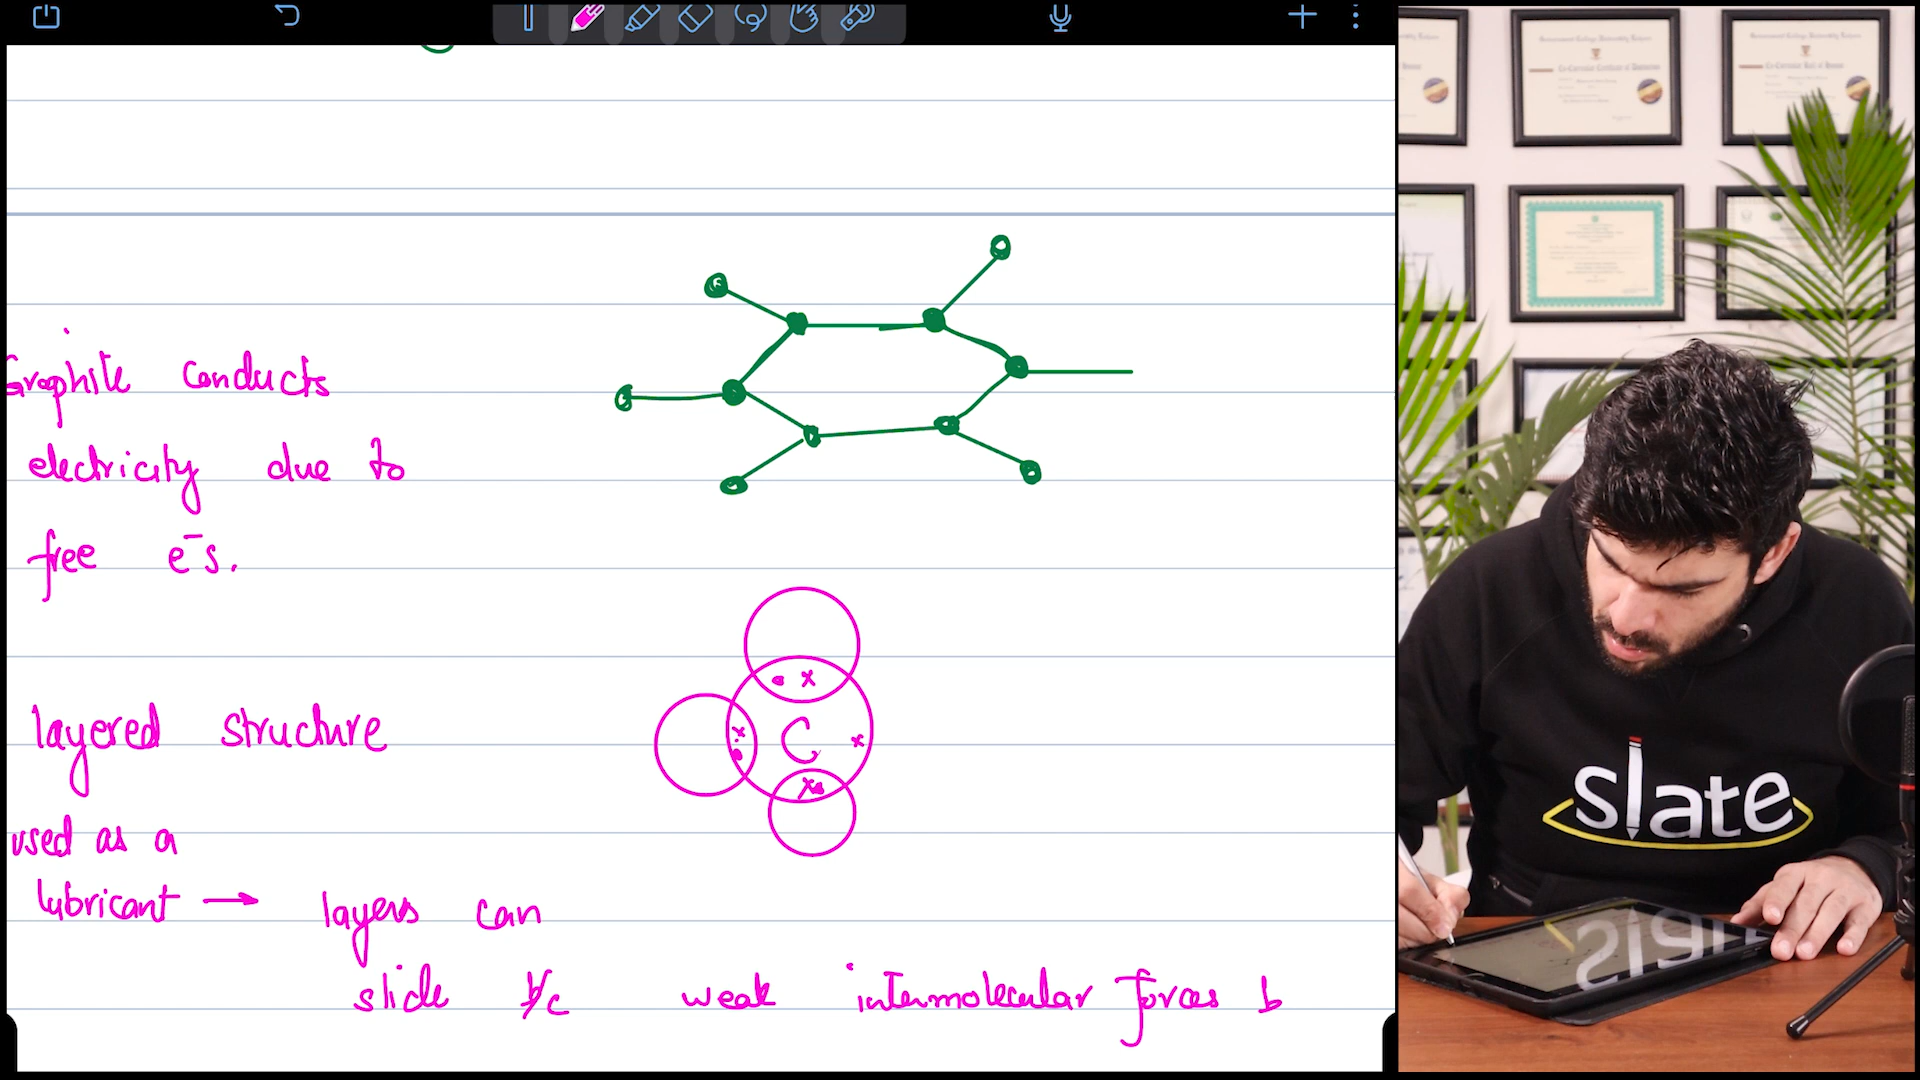 Graphite conducts
electricity due to
free e⁻s.
C
layered structure
used as a
lubricant → layers can
slide b/c weak intermolecular forces b
slate